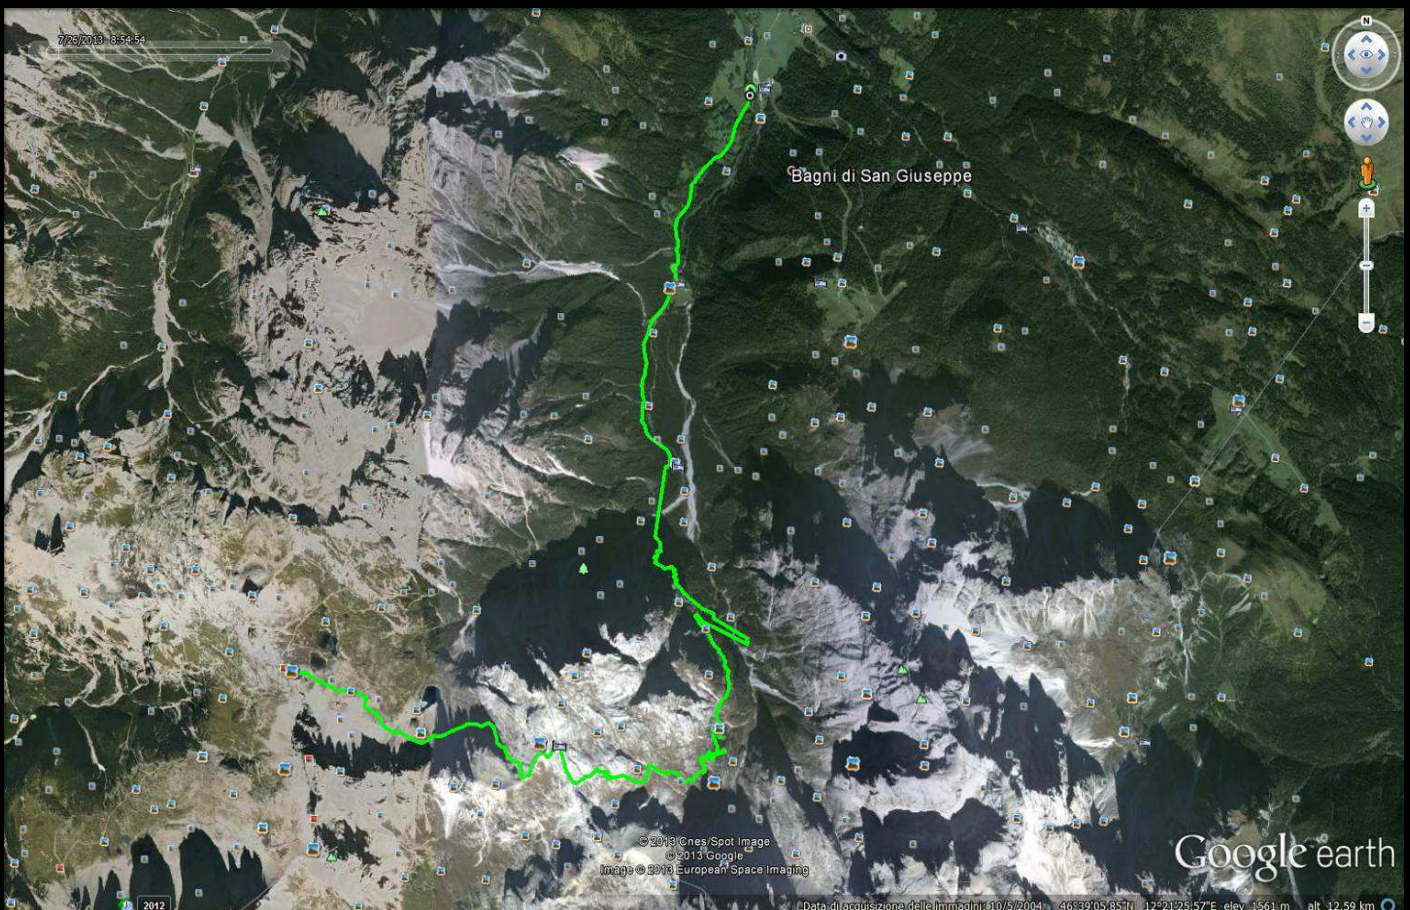 7/26/2013 8:54:54
N
Bagni di San Giuseppe
© 2013 Cnes/Spot Image
© 2013 Google
Image © 2013 European Space Imaging
Google earth
2012
Data di acquisizione delle immagini: 10/5/2004 46°39'05.85"N 12°21'25.57"E elev 1561 m alt 12.59 km